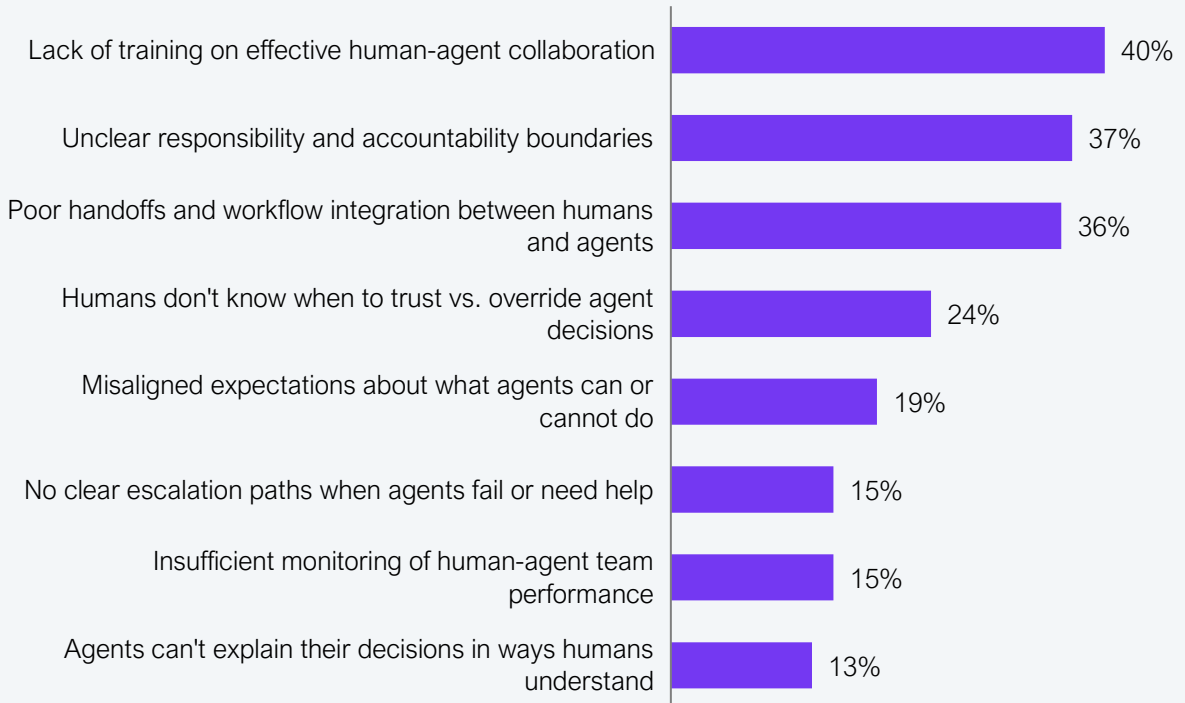 Lack of training on effective human-agent collaboration
40%
Unclear responsibility and accountability boundaries
37%
Poor handoffs and workflow integration between humans
and agents
36%
Humans don't know when to trust vs. override agent
decisions
24%
Misaligned expectations about what agents can or
cannot do
19%
No clear escalation paths when agents fail or need help
15%
Insufficient monitoring of human-agent team
performance
15%
Agents can't explain their decisions in ways humans
understand
13%